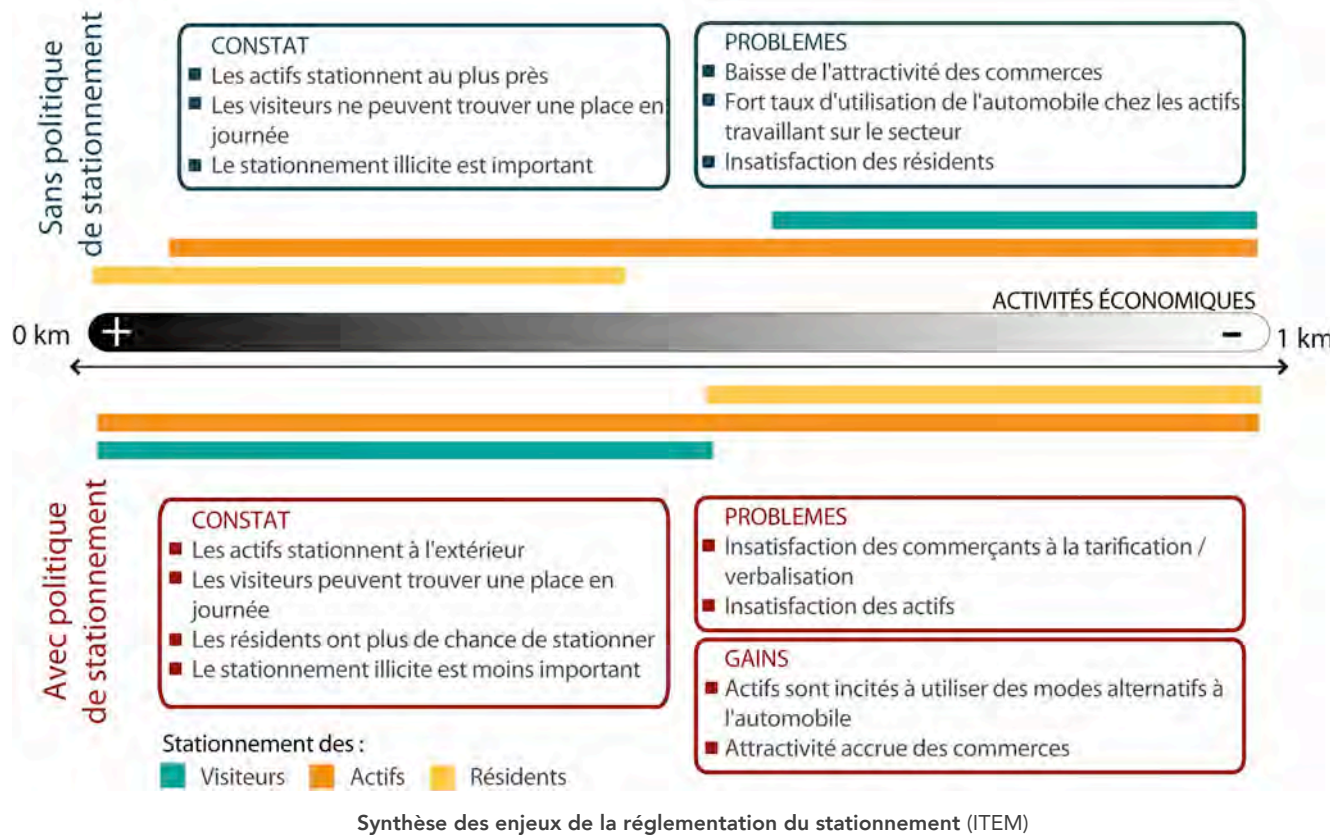 Sans politique
de stationnement
CONSTAT
Les actifs stationnent au plus près
Les visiteurs ne peuvent trouver une place en
journée
Le stationnement illicite est important
PROBLEMES
Baisse de l'attractivité des commerces
Fort taux d'utilisation de l'automobile chez les actifs
travaillant sur le secteur
Insatisfaction des résidents
ACTIVITÉS ÉCONOMIQUES
0 km
+
-
1 km
Avec politique
de stationnement
CONSTAT
Les actifs stationnent à l'extérieur
Les visiteurs peuvent trouver une place en
journée
Les résidents ont plus de chance de stationner
Le stationnement illicite est moins important
PROBLEMES
Insatisfaction des commerçants à la tarification /
verbalisation
Insatisfaction des actifs
GAINS
Actifs sont incités à utiliser des modes alternatifs à
l'automobile
Attractivité accrue des commerces
Stationnement des :
Visiteurs Actifs Résidents
Synthèse des enjeux de la réglementation du stationnement (ITEM)